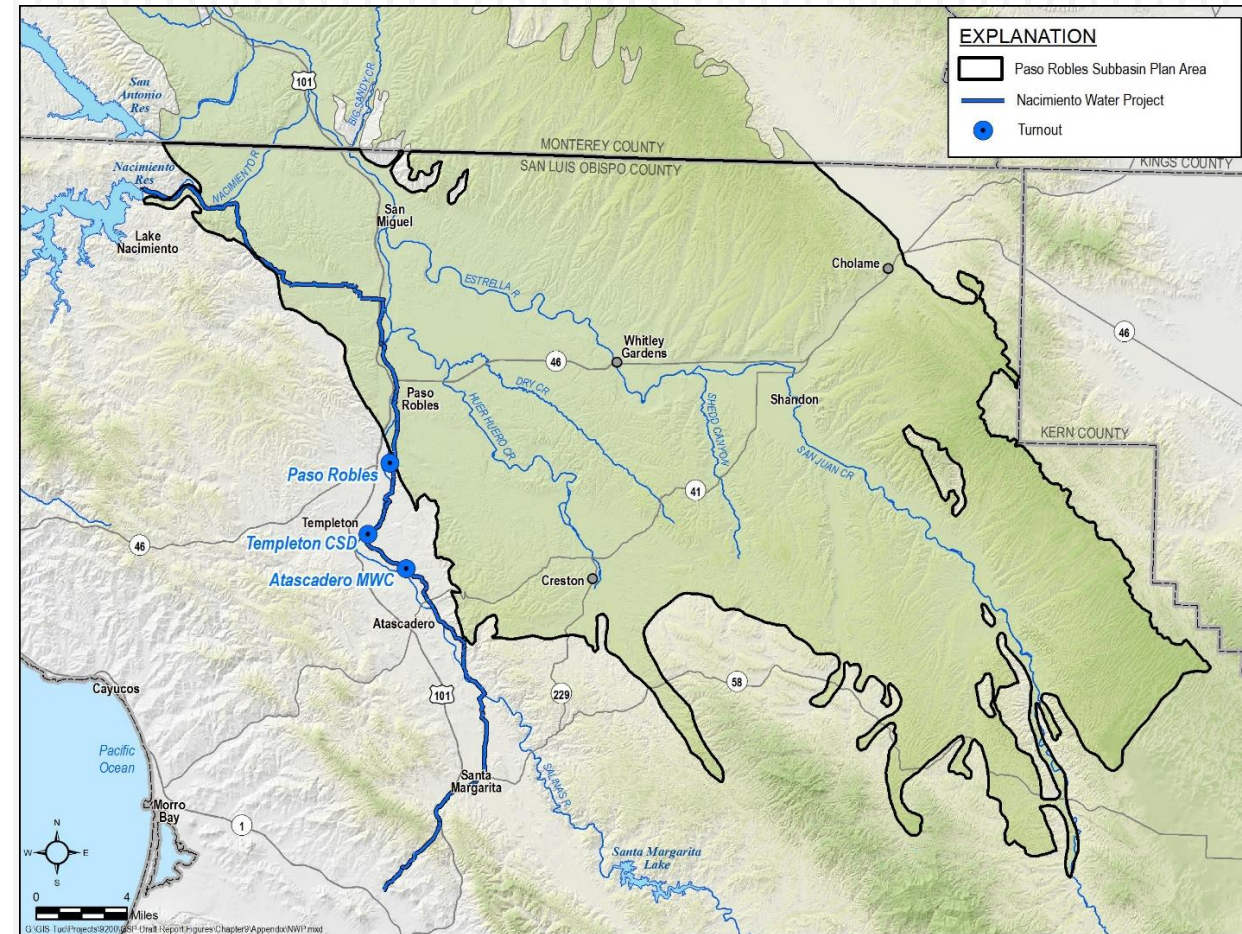 EXPLANATION
Paso Robles Subbasin Plan Area
Nacimiento Water Project
Turnout
San
Antonio
Res
101
BIG SANDY CR
MONTEREY COUNTY
SAN LUIS OBISPO COUNTY
KINGS COUNTY
Nacimiento
Res
NACIMIENTO R
Lake
Nacimiento
San
Miguel
Cholame
ESTRELLA R
46
Whitley
Gardens
46
DRY CR
Paso
Robles
HUER HUERO CR
SHEDD CANYON
Shandon
SAN JUAN CR
KERN COUNTY
Paso Robles
41
Templeton
Templeton CSD
46
Atascadero MWC
Creston
Atascadero
Cayucos
101
229
58
Pacific
Ocean
Santa
Margarita
SALINAS R
Morro
Bay
1
Santa Margarita
Lake
N
W
E
S
0
4
Miles